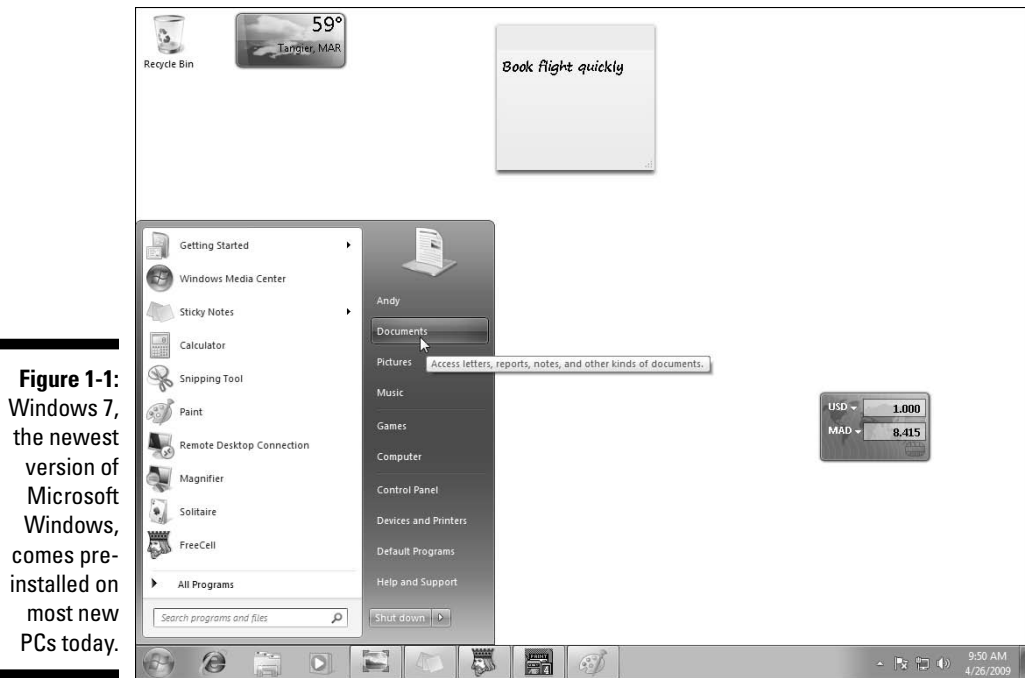 Recycle Bin
59°
Tangier, MAR
Book flight quickly
Getting Started
Windows Media Center
Sticky Notes
Calculator
Snipping Tool
Paint
Remote Desktop Connection
Magnifier
Solitaire
FreeCell
All Programs
Search programs and files
Andy
Documents
Access letters, reports, notes, and other kinds of documents.
Pictures
Music
Games
Computer
Control Panel
Devices and Printers
Default Programs
Help and Support
Shut down
USD
1.000
MAD
8.415
9:50 AM
4/26/2009
Figure 1-1:
Windows 7,
the newest
version of
Microsoft
Windows,
comes pre-
installed on
most new
PCs today.